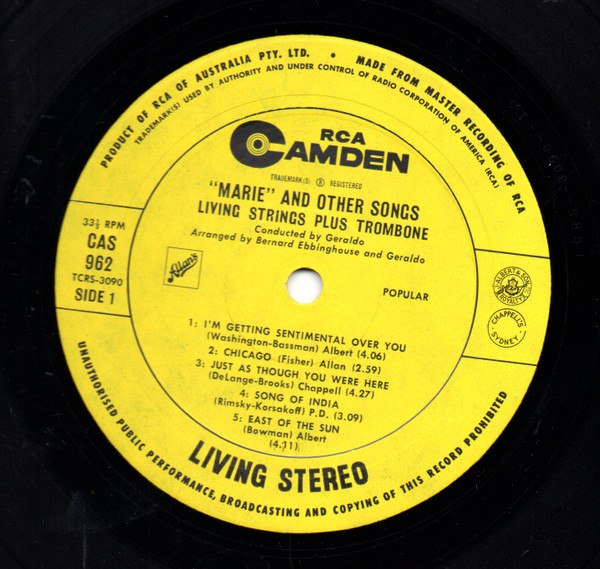 PRODUCT OF RCA OF AUSTRALIA PTY. LTD. • MADE FROM MASTER RECORDING OF RCA
TRADEMARK(S) USED BY AUTHORITY AND UNDER CONTROL OF RADIO CORPORATION OF AMERICA (RCA)
RCA
CAMDEN
TRADEMARK(S) ® REGISTERED
"MARIE" AND OTHER SONGS
LIVING STRINGS PLUS TROMBONE
Conducted by Geraldo
Arranged by Bernard Ebbinghouse and Geraldo
33⅓ RPM
CAS
962
TCRS-3090
SIDE 1
Allan's
POPULAR
ALBERT & SON
ROYALTY
CHAPPELL'S
SYDNEY
1: I'M GETTING SENTIMENTAL OVER YOU
(Washington-Bassman) Albert (4.06)
2: CHICAGO (Fisher) Allan (2.59)
3: JUST AS THOUGH YOU WERE HERE
(DeLange-Brooks) Chappell (4.27)
4: SONG OF INDIA
(Rimsky-Korsakoff) P.D. (3.09)
5: EAST OF THE SUN
(Bowman) Albert
(4.11)
LIVING STEREO
UNAUTHORISED PUBLIC PERFORMANCE, BROADCASTING AND COPYING OF THIS RECORD PROHIBITED